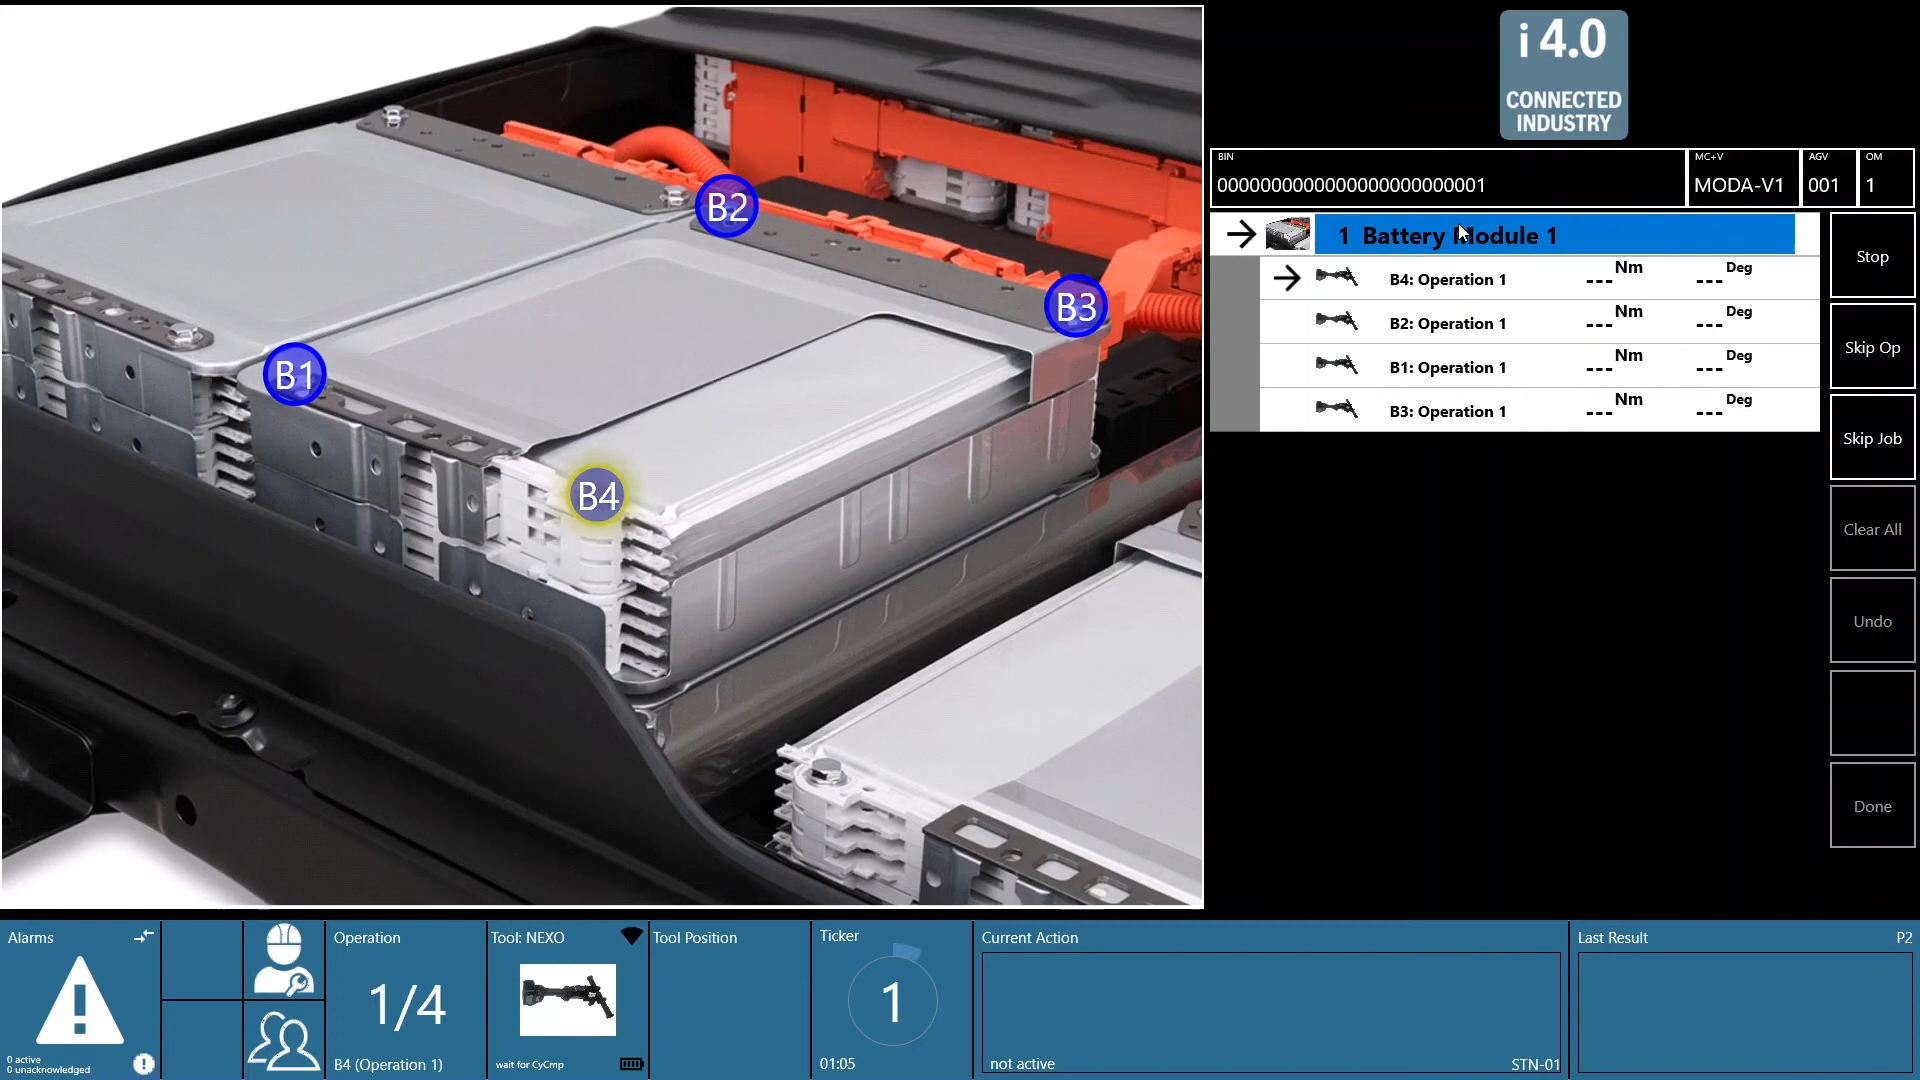 i 4.0
CONNECTED
INDUSTRY
BIN
0000000000000000000000001
MC+V
MODA-V1
AGV
001
OM
1
B2
B3
B1
B4
1 Battery Module 1
B4: Operation 1 --- Nm --- Deg
B2: Operation 1 --- Nm --- Deg
B1: Operation 1 --- Nm --- Deg
B3: Operation 1 --- Nm --- Deg
Stop
Skip Op
Skip Job
Clear All
Undo
Done
Alarms
0 active
0 unacknowledged
Operation
1/4
B4 (Operation 1)
Tool: NEXO
wait for CyCmp
Tool Position
Ticker
1
01:05
Current Action
not active
STN-01
Last Result
P2